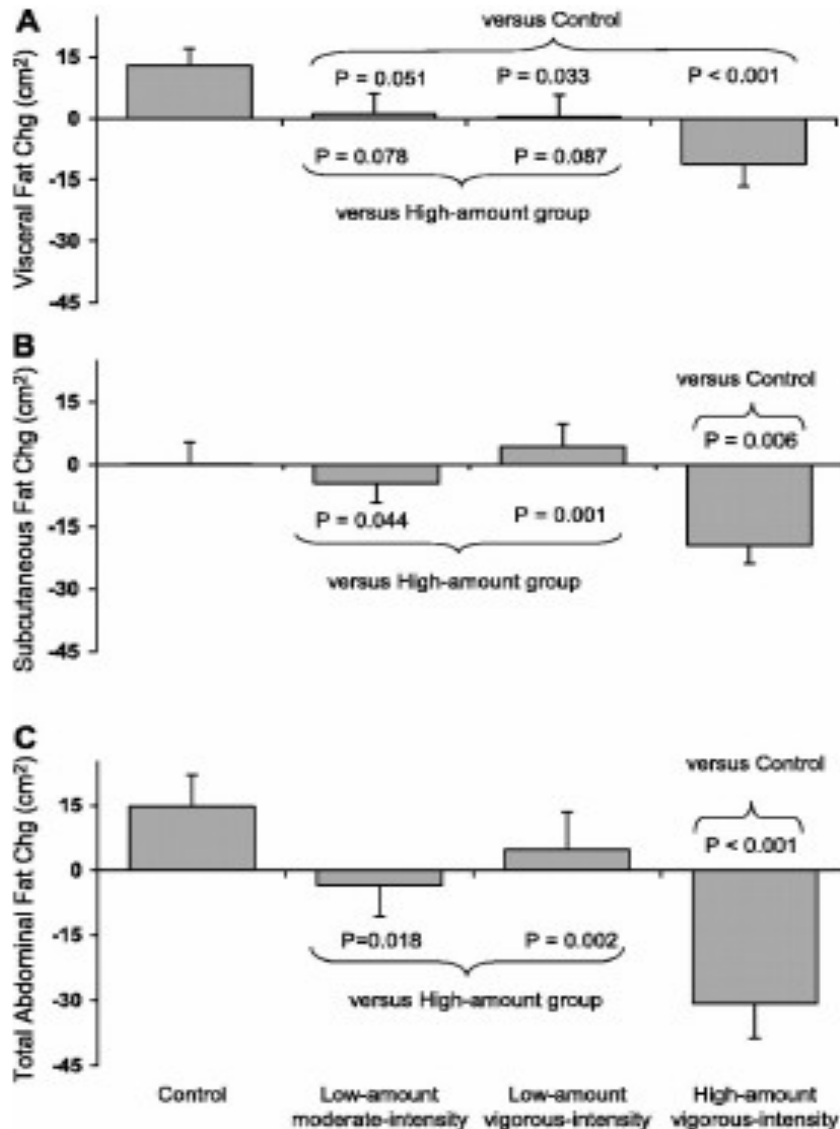 A
versus Control
P = 0.051 P = 0.033 P < 0.001
15
0
-15
-30
-45
Visceral Fat Chg (cm²)
P = 0.078 P = 0.087
versus High-amount group
B
versus Control
P = 0.006
15
0
-15
-30
-45
Subcutaneous Fat Chg (cm²)
P = 0.044 P = 0.001
versus High-amount group
C
versus Control
P < 0.001
15
0
-15
-30
-45
Total Abdominal Fat Chg (cm²)
P=0.018 P = 0.002
versus High-amount group
Control Low-amount Low-amount High-amount
moderate-intensity vigorous-intensity vigorous-intensity